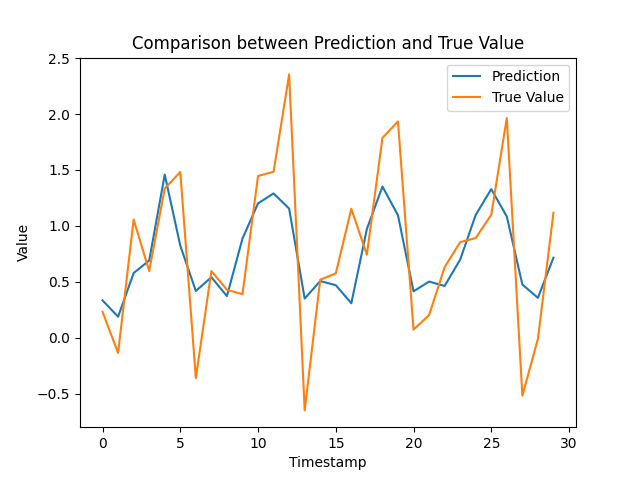 Comparison between Prediction and True Value
Prediction
True Value
2.5
2.0
1.5
1.0
0.5
0.0
−0.5
Value
0
5
10
15
20
25
30
Timestamp